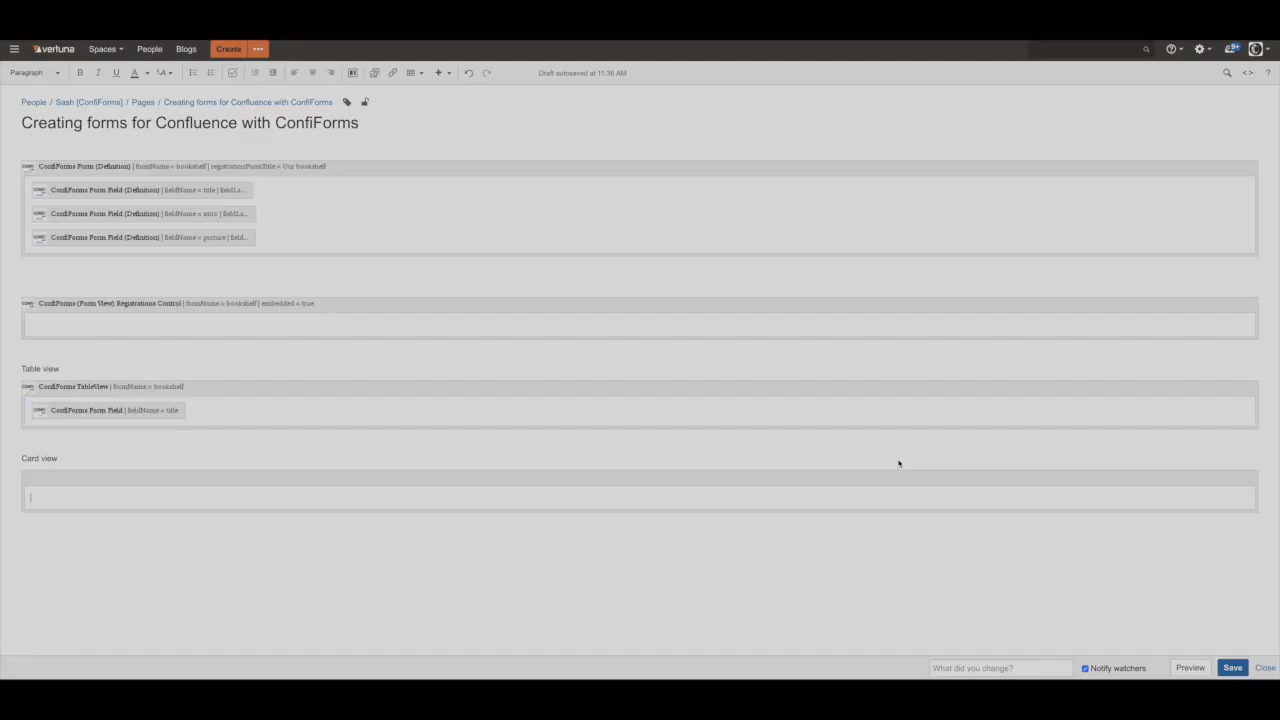 vertuna Spaces People Blogs Create ••• ? 9+
Paragraph B I U A Draft autosaved at 11:36 AM < > ?
People / Sash [ConfiForms] / Pages / Creating forms for Confluence with ConfiForms
Creating forms for Confluence with ConfiForms
ConfiForms Form (Definition) | formName = bookshelf | registrationFormTitle = Our bookshelf
ConfiForms Form Field (Definition) | fieldName = title | fieldLa...
ConfiForms Form Field (Definition) | fieldName = intro | fieldLa...
ConfiForms Form Field (Definition) | fieldName = picture | field...
ConfiForms (Form View) Registrations Control | formName = bookshelf | embedded = true
Table view
ConfiForms TableView | formName = bookshelf
ConfiForms Form Field | fieldName = title
Card view
What did you change? Notify watchers Preview Save Close